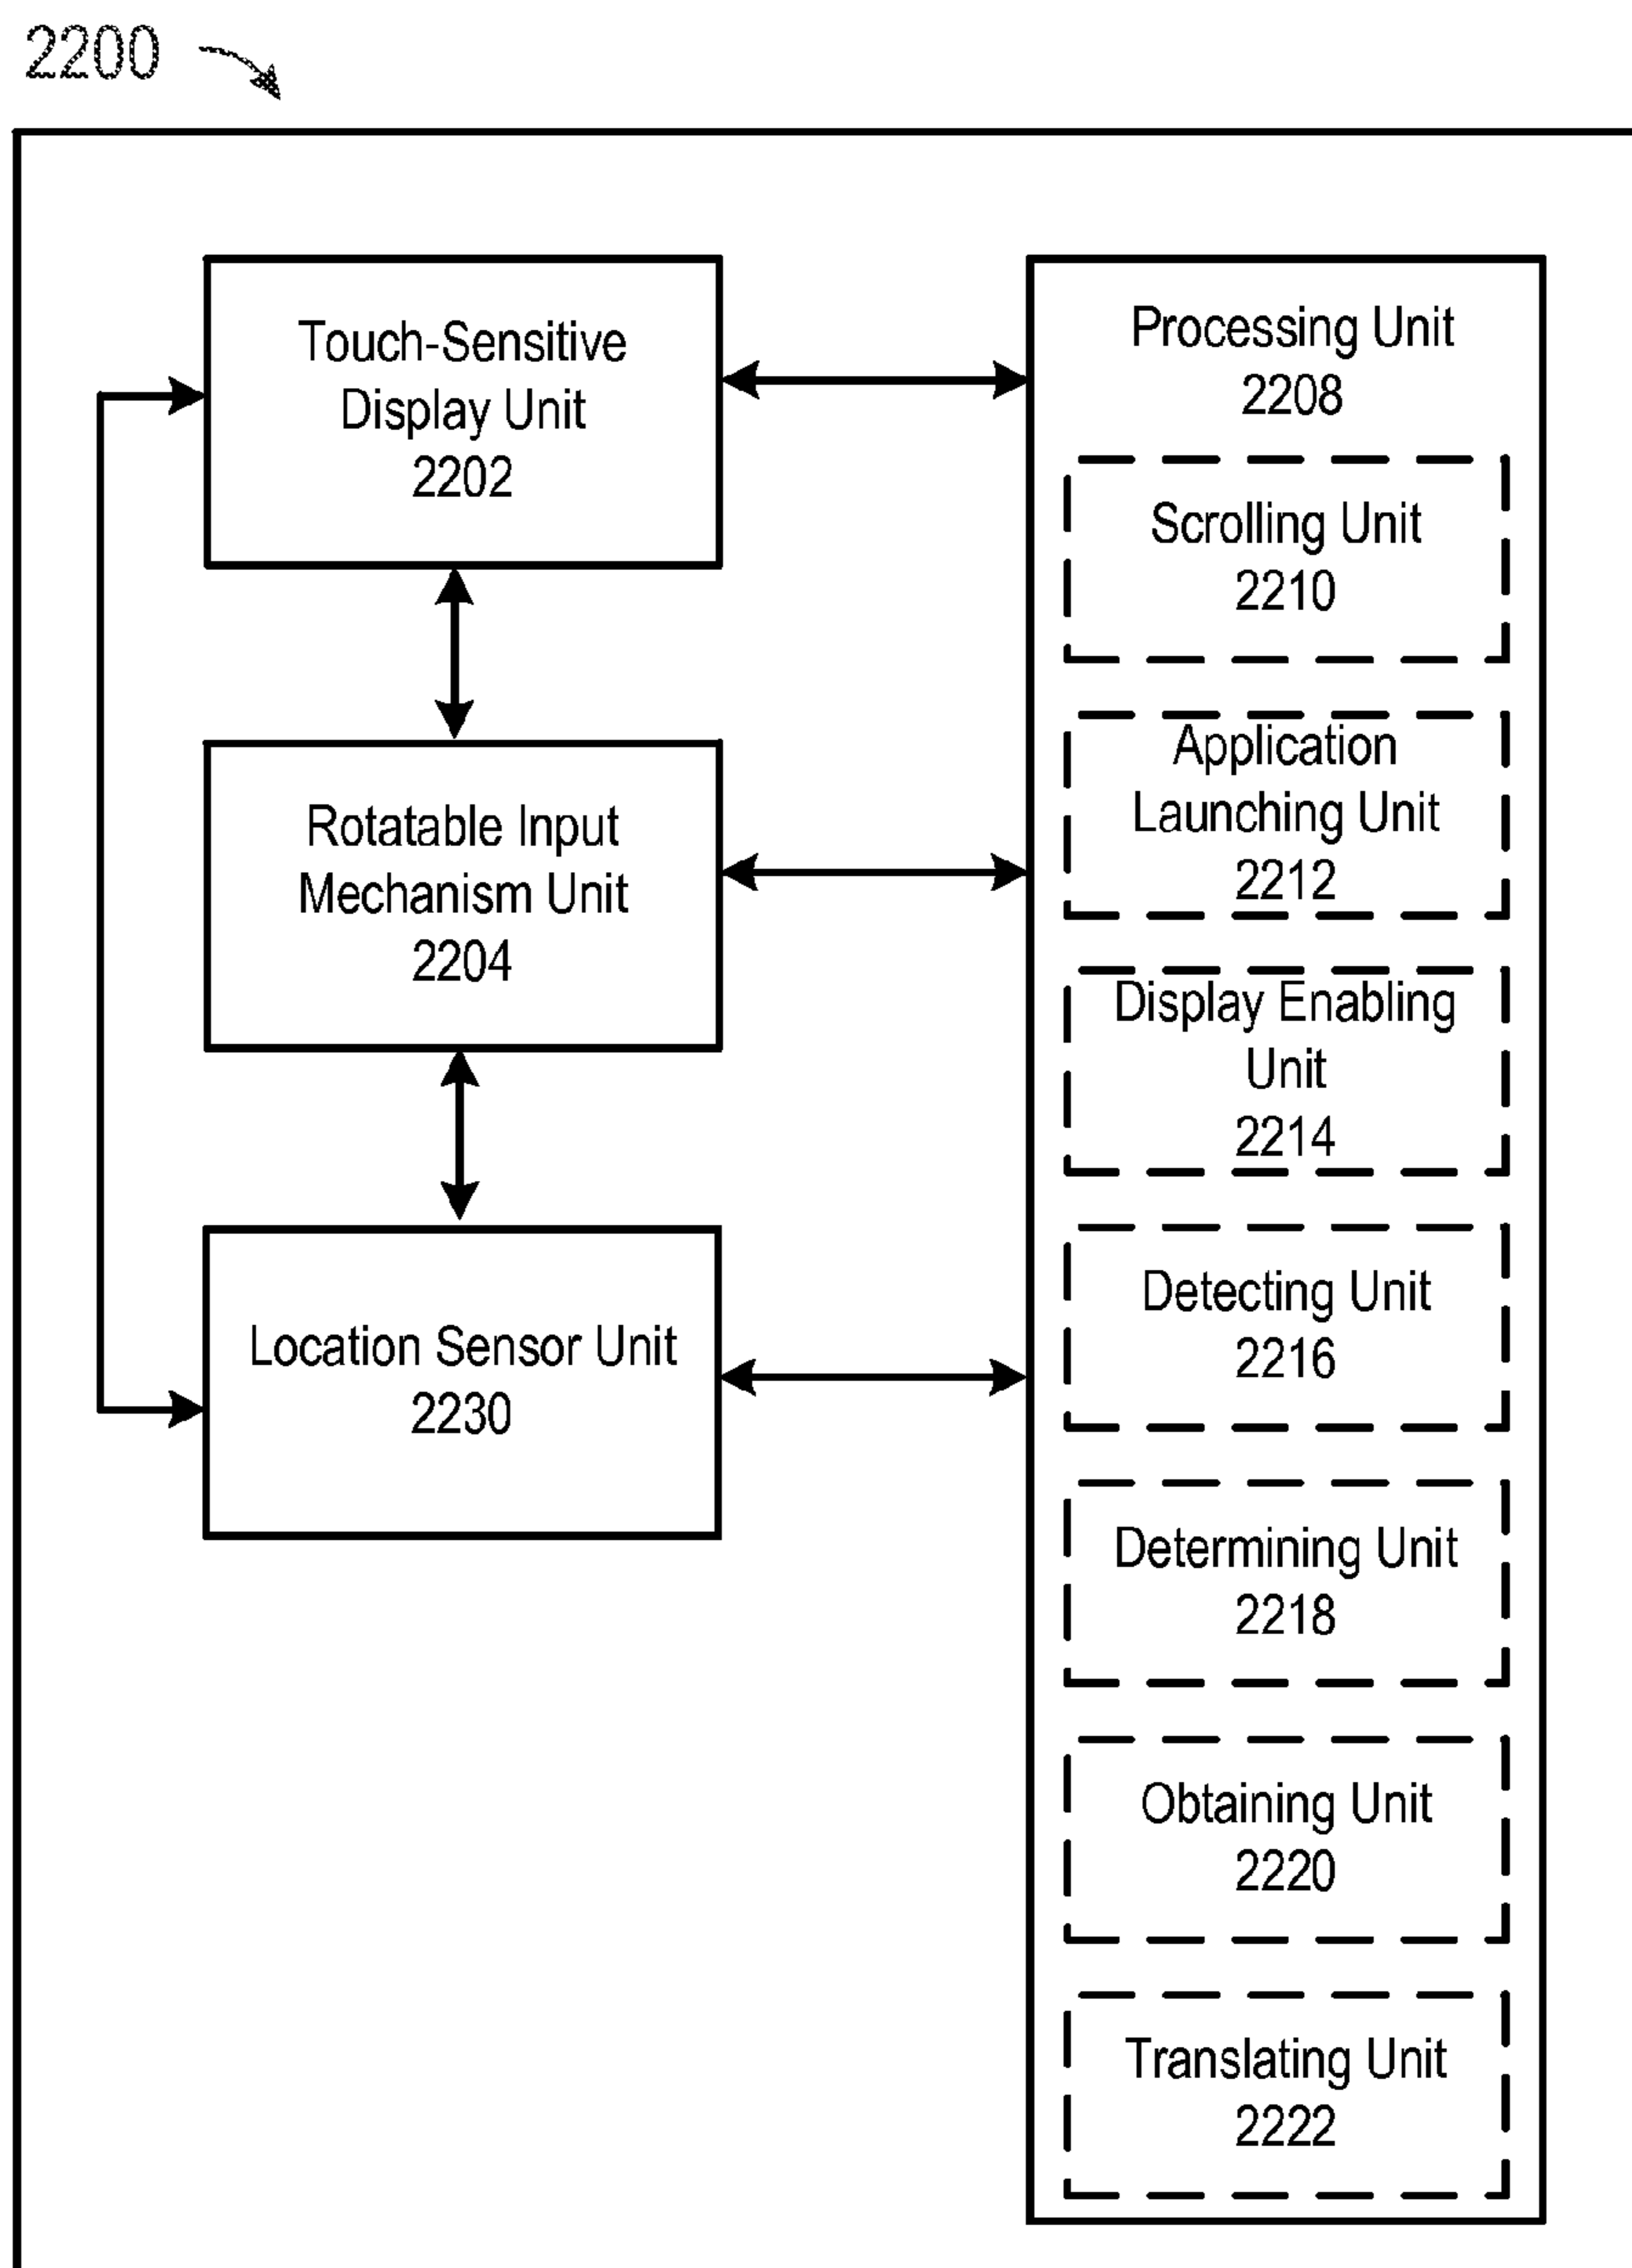 2200
Touch-Sensitive
Display Unit
2202
Rotatable Input
Mechanism Unit
2204
Location Sensor Unit
2230
Processing Unit
2208
Scrolling Unit
2210
Application
Launching Unit
2212
Display Enabling
Unit
2214
Detecting Unit
2216
Determining Unit
2218
Obtaining Unit
2220
Translating Unit
2222